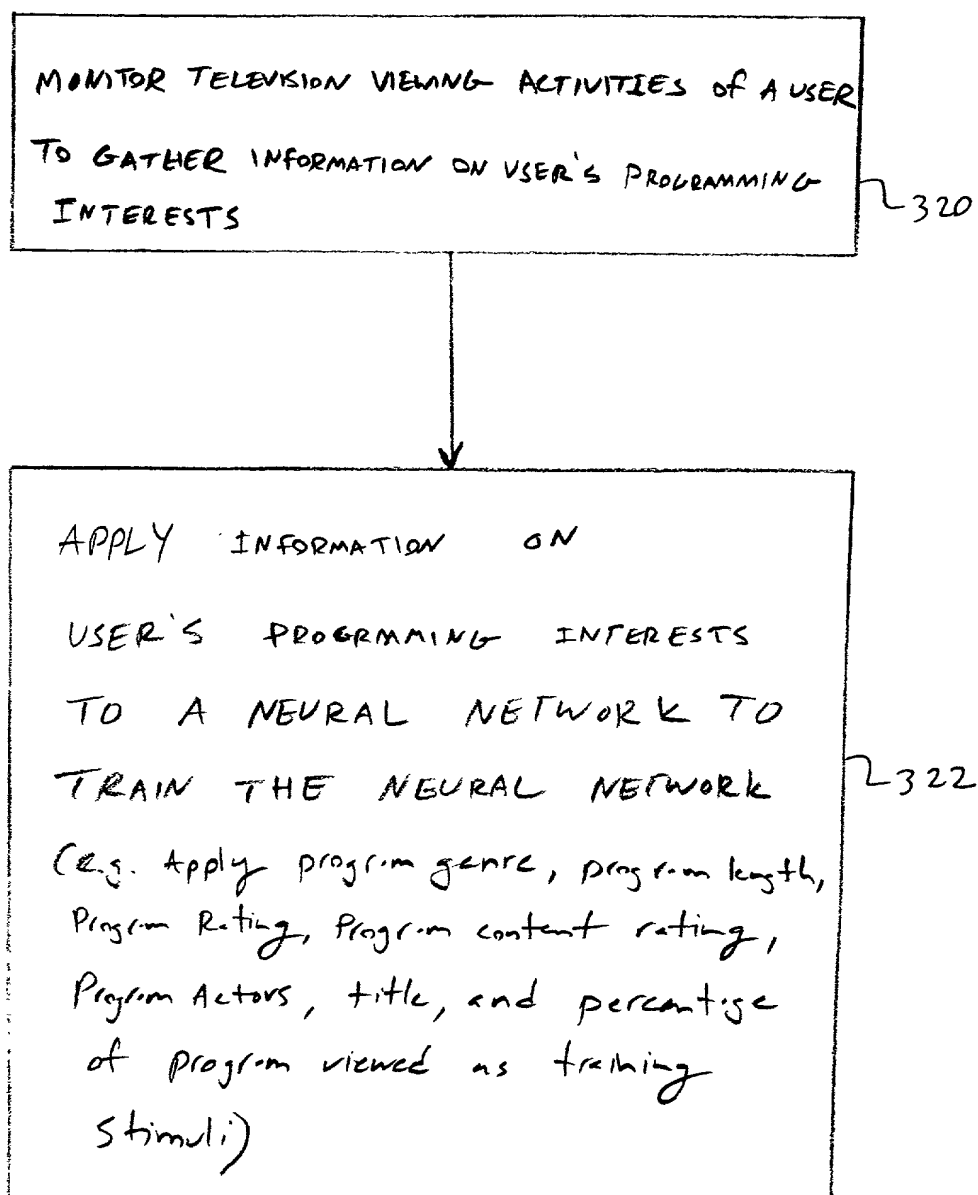 MONITOR TELEVISION VIEWING ACTIVITIES of A USER
TO GATHER INFORMATION ON USER'S PROGRAMMING
INTERESTS
320
APPLY INFORMATION ON
USER'S PROGRMMING INTERESTS
TO A NEURAL NETWORK TO
TRAIN THE NEURAL NETWORK
322
(e.g. Apply program genre, program length,
Program Rating, Program content rating,
Program Actors, title, and percentage
of program viewed as training
stimuli)